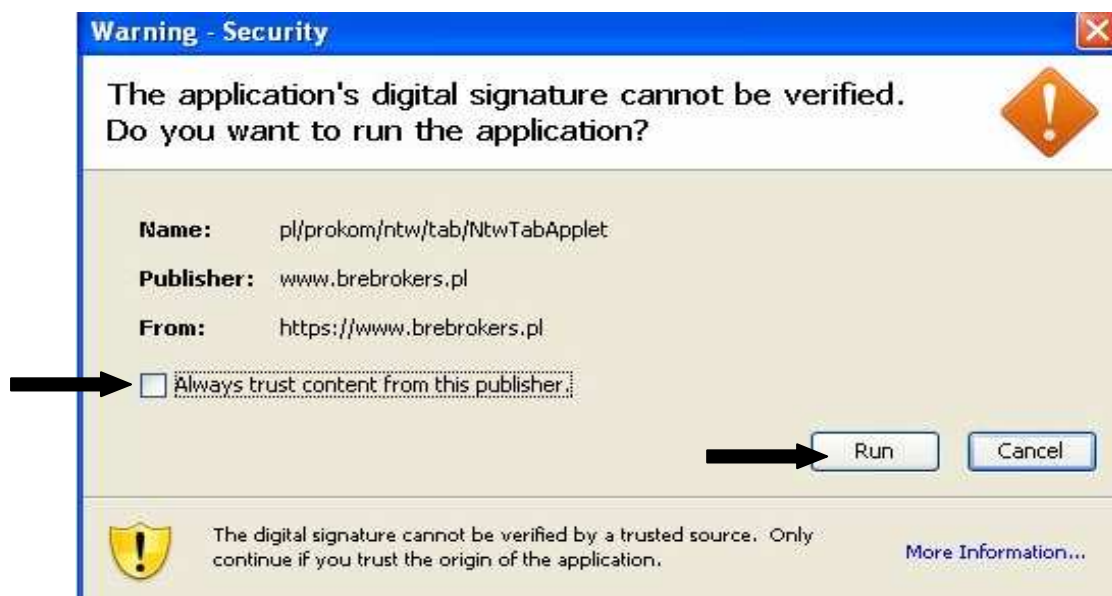 Warning - Security
The application's digital signature cannot be verified.
Do you want to run the application?
Name: pl/prokom/ntw/tab/NtwTabApplet
Publisher: www.brebrokers.pl
From: https://www.brebrokers.pl
Always trust content from this publisher.
Run Cancel
The digital signature cannot be verified by a trusted source. Only
continue if you trust the origin of the application.
More Information...